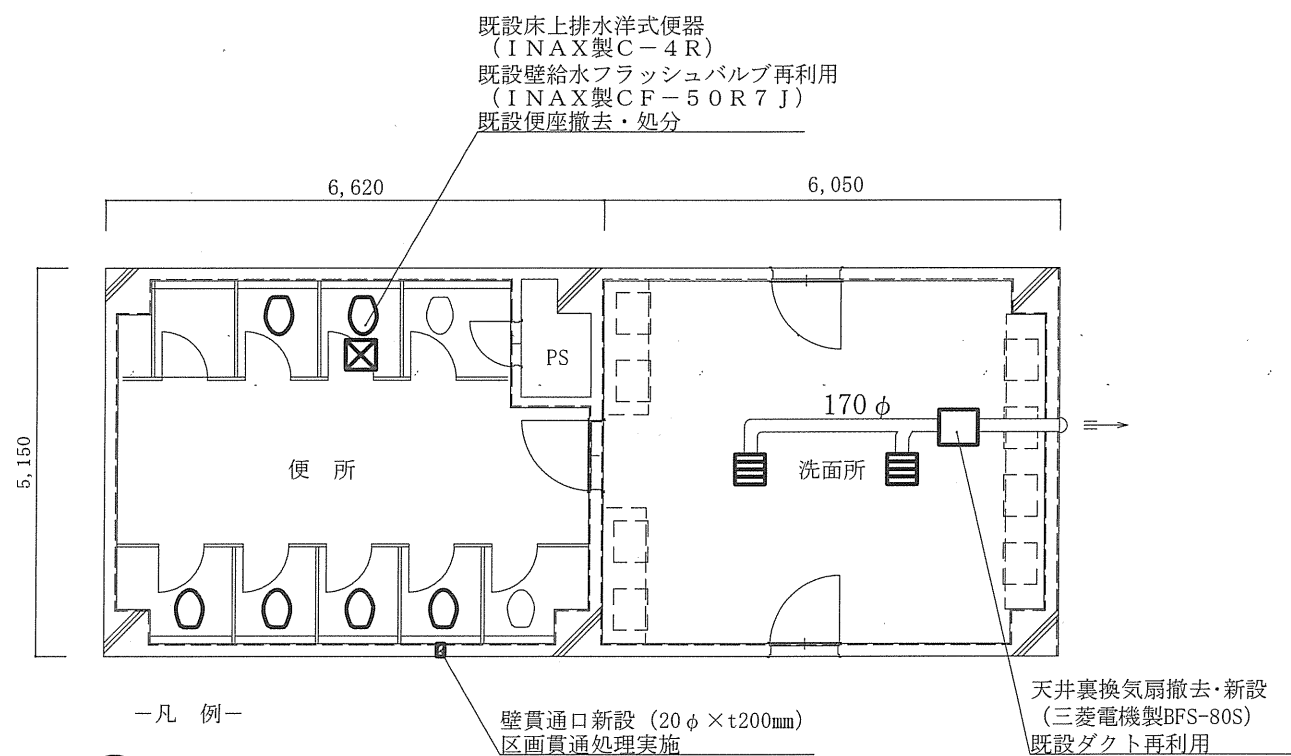 既設床上排水洋式便器
（ＩＮＡＸ製Ｃ－４Ｒ）
既設壁給水フラッシュバルブ再利用
（ＩＮＡＸ製ＣＦ－５０Ｒ７Ｊ）
既設便座撤去・処分
6,620
6,050
5,150
PS
170φ
便　所
洗面所
－凡　例－
壁貫通口新設（20φ×t200mm）
区画貫通処理実施
天井裏換気扇撤去･新設
（三菱電機製BFS-80S）
既設ダクト再利用